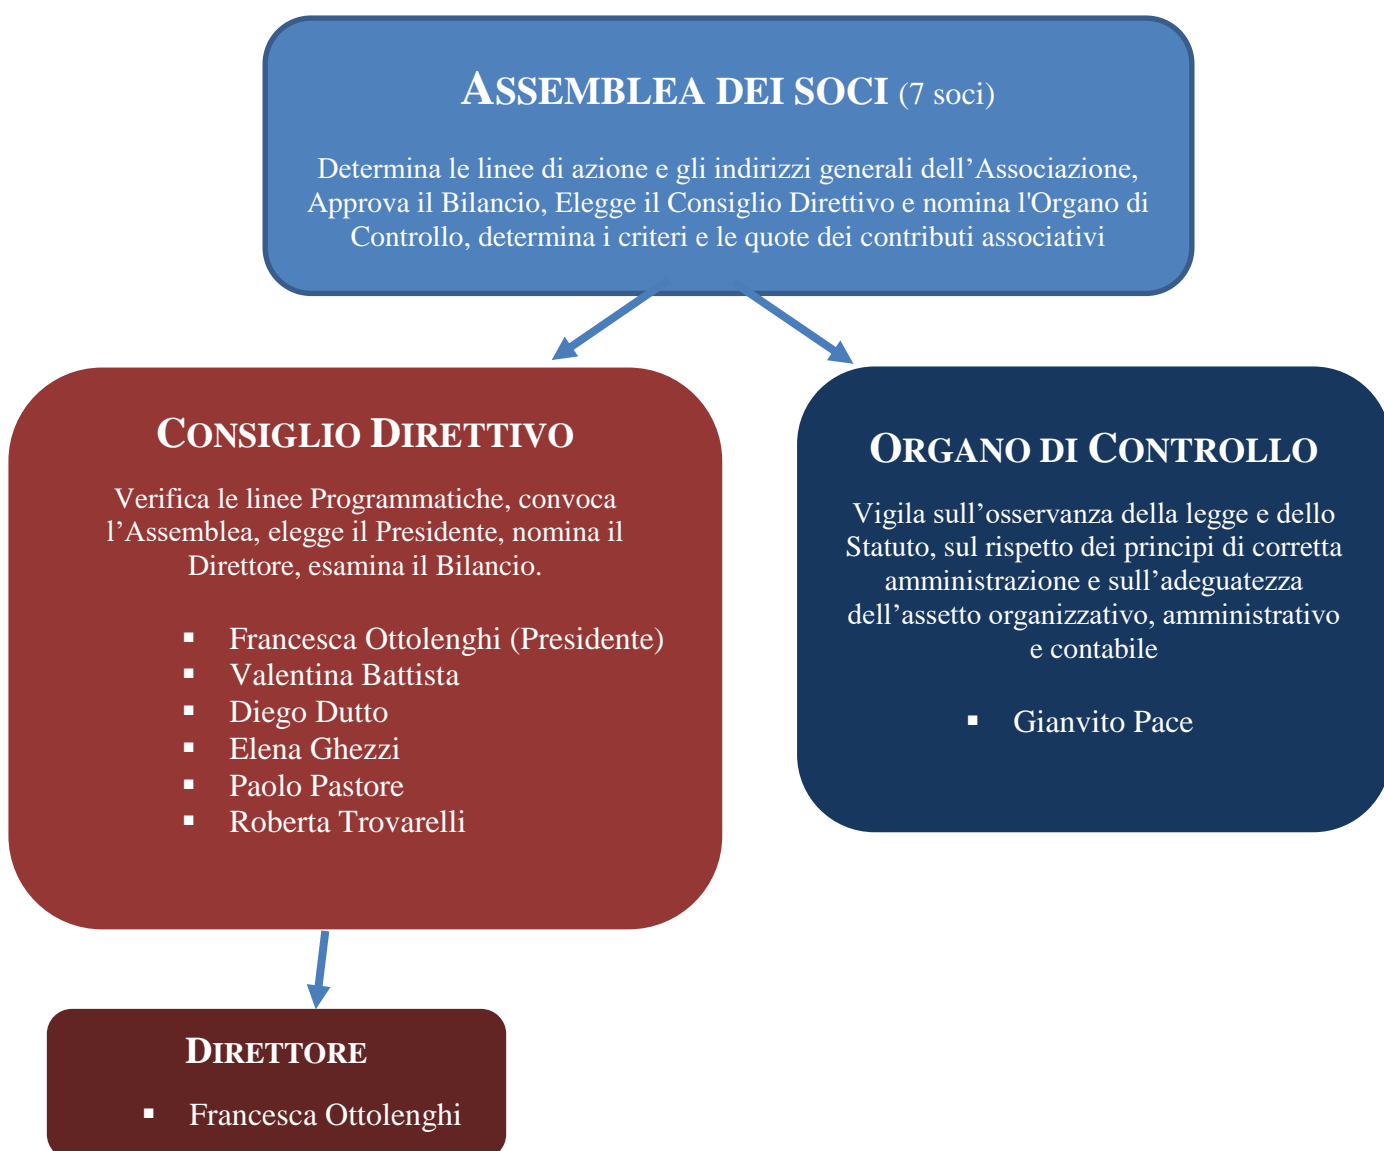 ASSEMBLEA DEI SOCI (7 soci)
Determina le linee di azione e gli indirizzi generali dell’Associazione,
Approva il Bilancio, Elegge il Consiglio Direttivo e nomina l'Organo di
Controllo, determina i criteri e le quote dei contributi associativi
CONSIGLIO DIRETTIVO
Verifica le linee Programmatiche, convoca
l’Assemblea, elegge il Presidente, nomina il
Direttore, esamina il Bilancio.
▪ Francesca Ottolenghi (Presidente)
▪ Valentina Battista
▪ Diego Dutto
▪ Elena Ghezzi
▪ Paolo Pastore
▪ Roberta Trovarelli
ORGANO DI CONTROLLO
Vigila sull’osservanza della legge e dello
Statuto, sul rispetto dei principi di corretta
amministrazione e sull’adeguatezza
dell’assetto organizzativo, amministrativo
e contabile
▪ Gianvito Pace
DIRETTORE
▪ Francesca Ottolenghi